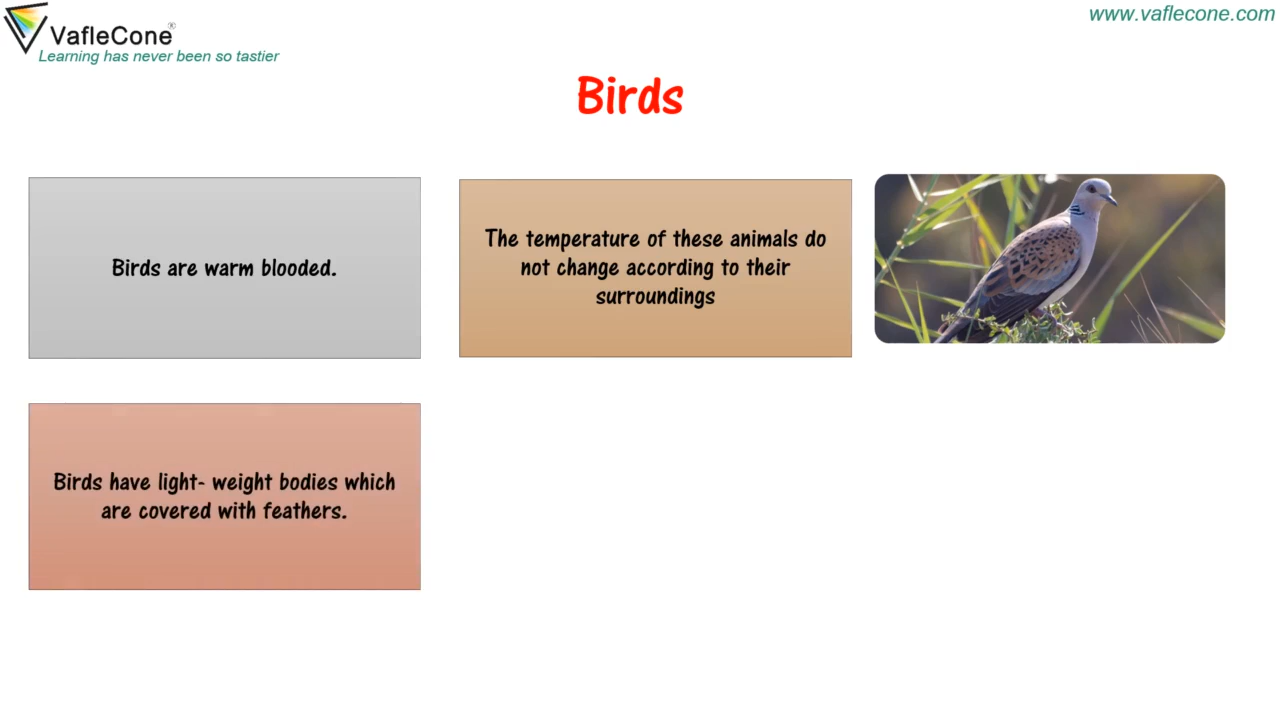 VafleCone®
Learning has never been so tastier
www.vaflecone.com
Birds
Birds are warm blooded.
The temperature of these animals do
not change according to their
surroundings
Birds have light- weight bodies which
are covered with feathers.